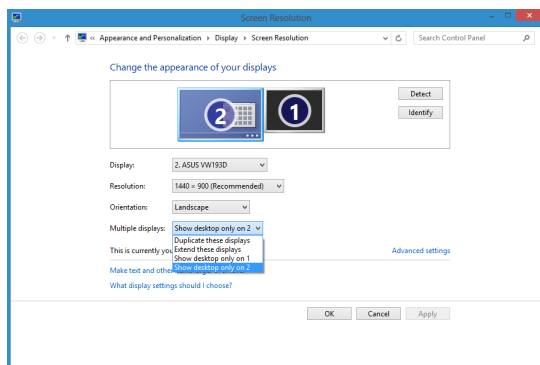 Screen Resolution
« Appearance and Personalization Display Screen Resolution
Search Control Panel
Change the appearance of your displays
2 1
Detect
Identify
Display: 2. ASUS VW193D
Resolution: 1440 × 900 (Recommended)
Orientation: Landscape
Multiple displays: Show desktop only on 2
Duplicate these displays
This is currently Extend these displays Advanced settings
Show desktop only on 1
Make text and Show desktop only on 2
What display settings should I choose?
OK Cancel Apply